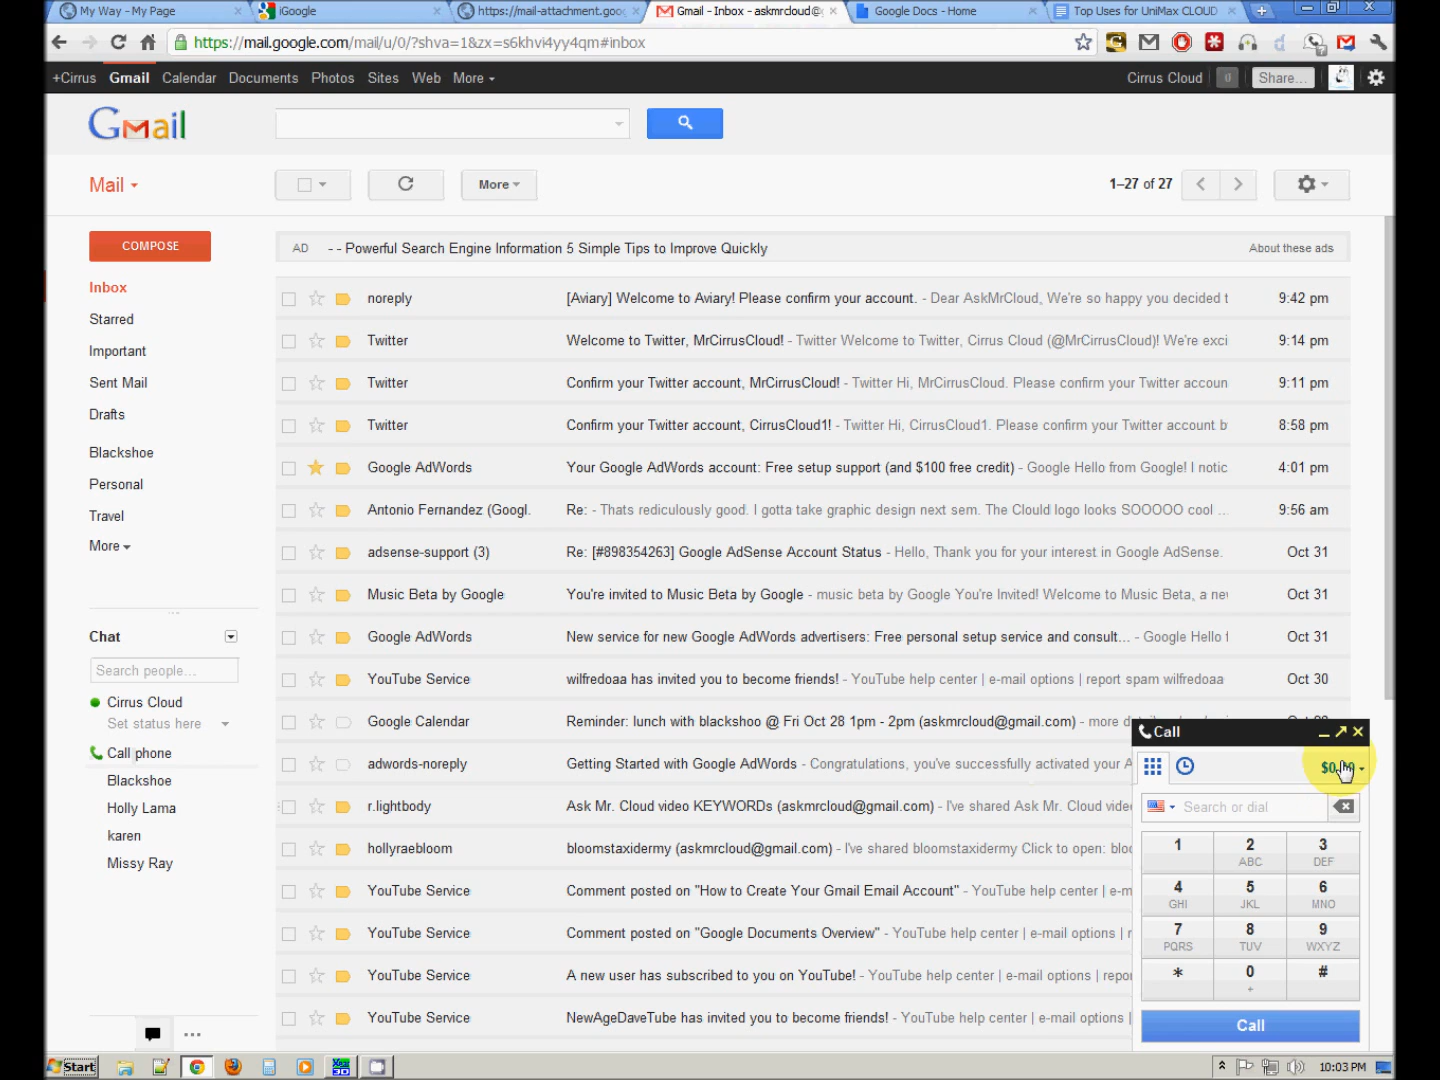 My Way - My Page
iGoogle
https://mail-attachment.goog
Gmail - Inbox - askmrcloud@g
Google Docs - Home
Top Uses for UniMax CLOUD
https://mail.google.com/mail/u/0/?shva=1&zx=s6khvi4yy4qm#inbox
+Cirrus Gmail Calendar Documents Photos Sites Web More
Cirrus Cloud Share...
Gmail
Mail
More
1–27 of 27
COMPOSE
AD - - Powerful Search Engine Information 5 Simple Tips to Improve Quickly About these ads
Inbox
Starred
Important
Sent Mail
Drafts
Blackshoe
Personal
Travel
More
noreply [Aviary] Welcome to Aviary! Please confirm your account. - Dear AskMrCloud, We're so happy you decided t 9:42 pm
Twitter Welcome to Twitter, MrCirrusCloud! - Twitter Welcome to Twitter, Cirrus Cloud (@MrCirrusCloud)! We're exci 9:14 pm
Twitter Confirm your Twitter account, MrCirrusCloud! - Twitter Hi, MrCirrusCloud. Please confirm your Twitter accoun 9:11 pm
Twitter Confirm your Twitter account, CirrusCloud1! - Twitter Hi, CirrusCloud1. Please confirm your Twitter account b 8:58 pm
Google AdWords Your Google AdWords account: Free setup support (and $100 free credit) - Google Hello from Google! I notic 4:01 pm
Antonio Fernandez (Googl. Re: - Thats rediculously good. I gotta take graphic design next sem. The Clould logo looks SOOOOO cool ... 9:56 am
adsense-support (3) Re: [#898354263] Google AdSense Account Status - Hello, Thank you for your interest in Google AdSense. Oct 31
Music Beta by Google You're invited to Music Beta by Google - music beta by Google You're Invited! Welcome to Music Beta, a ne Oct 31
Google AdWords New service for new Google AdWords advertisers: Free personal setup service and consult... - Google Hello f Oct 31
YouTube Service wilfredoaa has invited you to become friends! - YouTube help center | e-mail options | report spam wilfredoaa Oct 30
Google Calendar Reminder: lunch with blackshoo @ Fri Oct 28 1pm - 2pm (askmrcloud@gmail.com) - more
adwords-noreply Getting Started with Google AdWords - Congratulations, you've successfully activated your A
r.lightbody Ask Mr. Cloud video KEYWORDs (askmrcloud@gmail.com) - I've shared Ask Mr. Cloud vide
hollyraebloom bloomstaxidermy (askmrcloud@gmail.com) - I've shared bloomstaxidermy Click to open: bloo
YouTube Service Comment posted on "How to Create Your Gmail Email Account" - YouTube help center | e-m
YouTube Service Comment posted on "Google Documents Overview" - YouTube help center | e-mail options | r
YouTube Service A new user has subscribed to you on YouTube! - YouTube help center | e-mail options | repor
YouTube Service NewAgeDaveTube has invited you to become friends! - YouTube help center | e-mail options |
Chat
Search people...
Cirrus Cloud
Set status here
Call phone
Blackshoe
Holly Lama
karen
Missy Ray
Call
Search or dial
1 2 3
ABC DEF
4 5 6
GHI JKL MNO
7 8 9
PQRS TUV WXYZ
* 0 #
+
Call
Start
10:03 PM